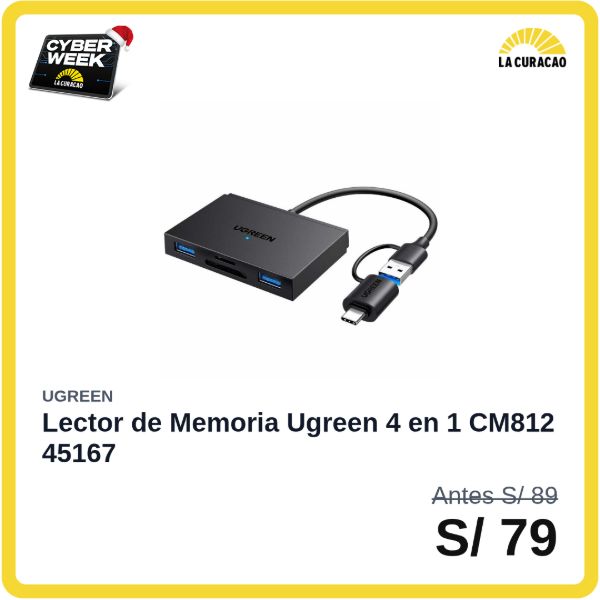 CYBER
WEEK
LA CURACAO
LA CURACAO
UGREEN
UGREEN
UGREEN
Lector de Memoria Ugreen 4 en 1 CM812
45167
Antes S/ 89
S/ 79